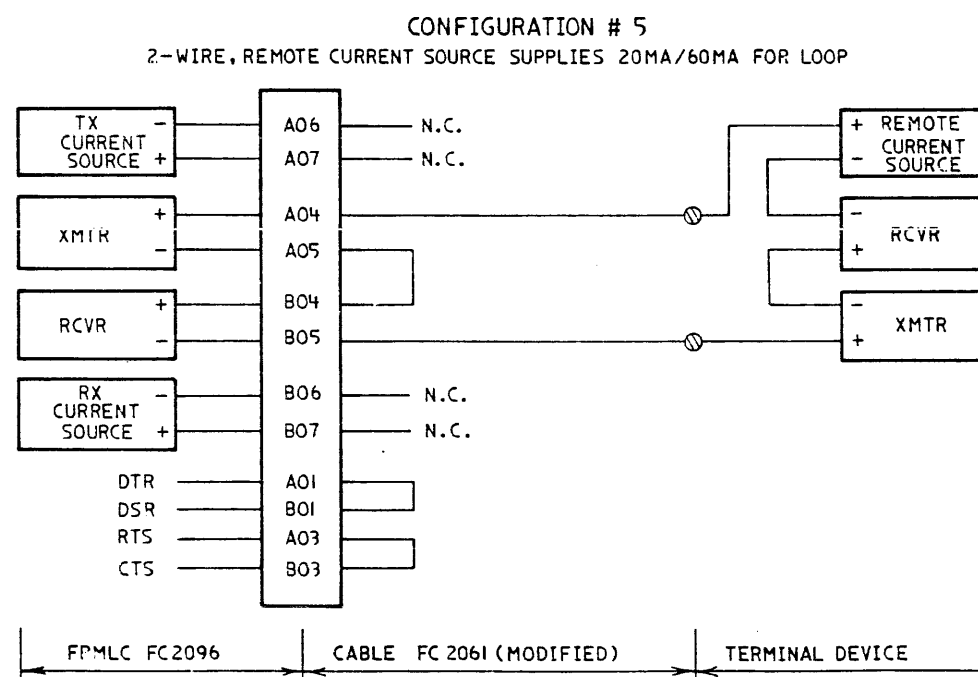 CONFIGURATION # 5
2-WIRE, REMOTE CURRENT SOURCE SUPPLIES 20MA/60MA FOR LOOP
TX CURRENT SOURCE - +
A06 N.C.
A07 N.C.
+ REMOTE
- CURRENT SOURCE
XMTR + -
A04
A05
- RCVR
+
RCVR + -
B04
B05
- XMTR
+
RX CURRENT SOURCE - +
B06 N.C.
B07 N.C.
DTR A01
DSR B01
RTS A03
CTS B03
FPMLC FC2096
CABLE FC 2061 (MODIFIED)
TERMINAL DEVICE